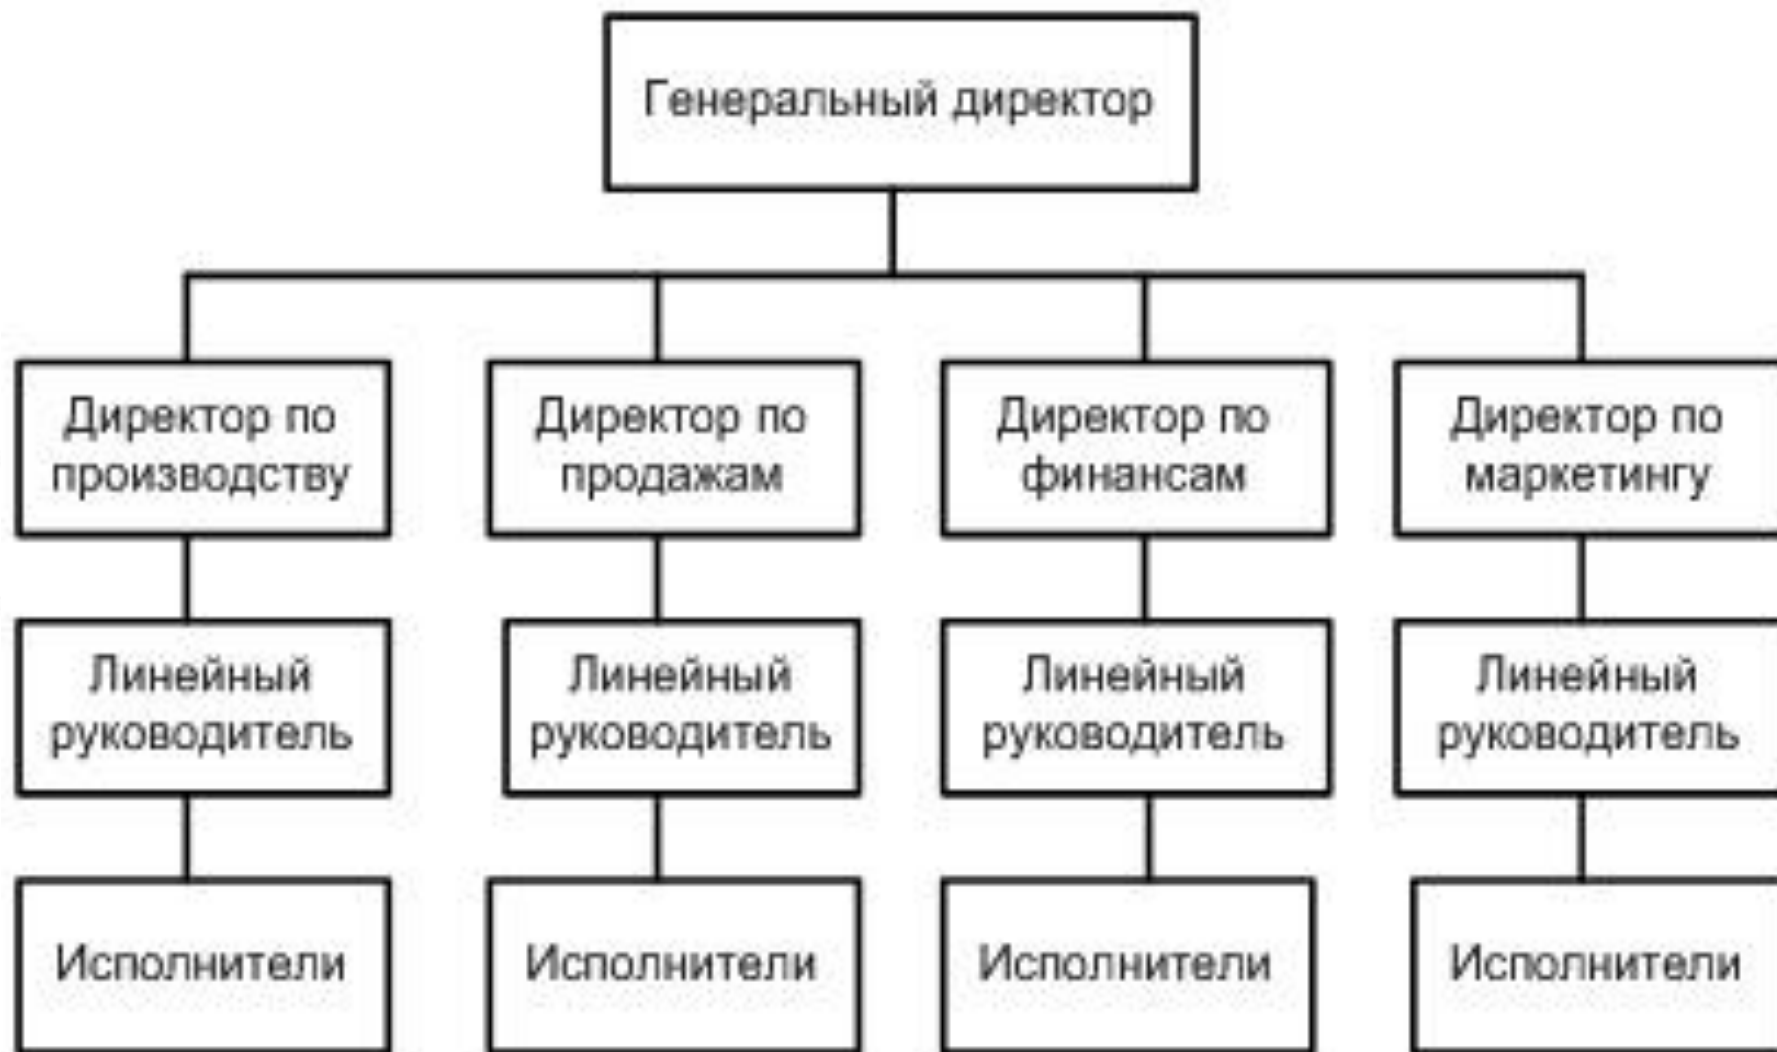 Генеральный директор
Директор по
производству
Директор по
продажам
Директор по
финансам
Директор по
маркетингу
Линейный
руководитель
Линейный
руководитель
Линейный
руководитель
Линейный
руководитель
Исполнители
Исполнители
Исполнители
Исполнители